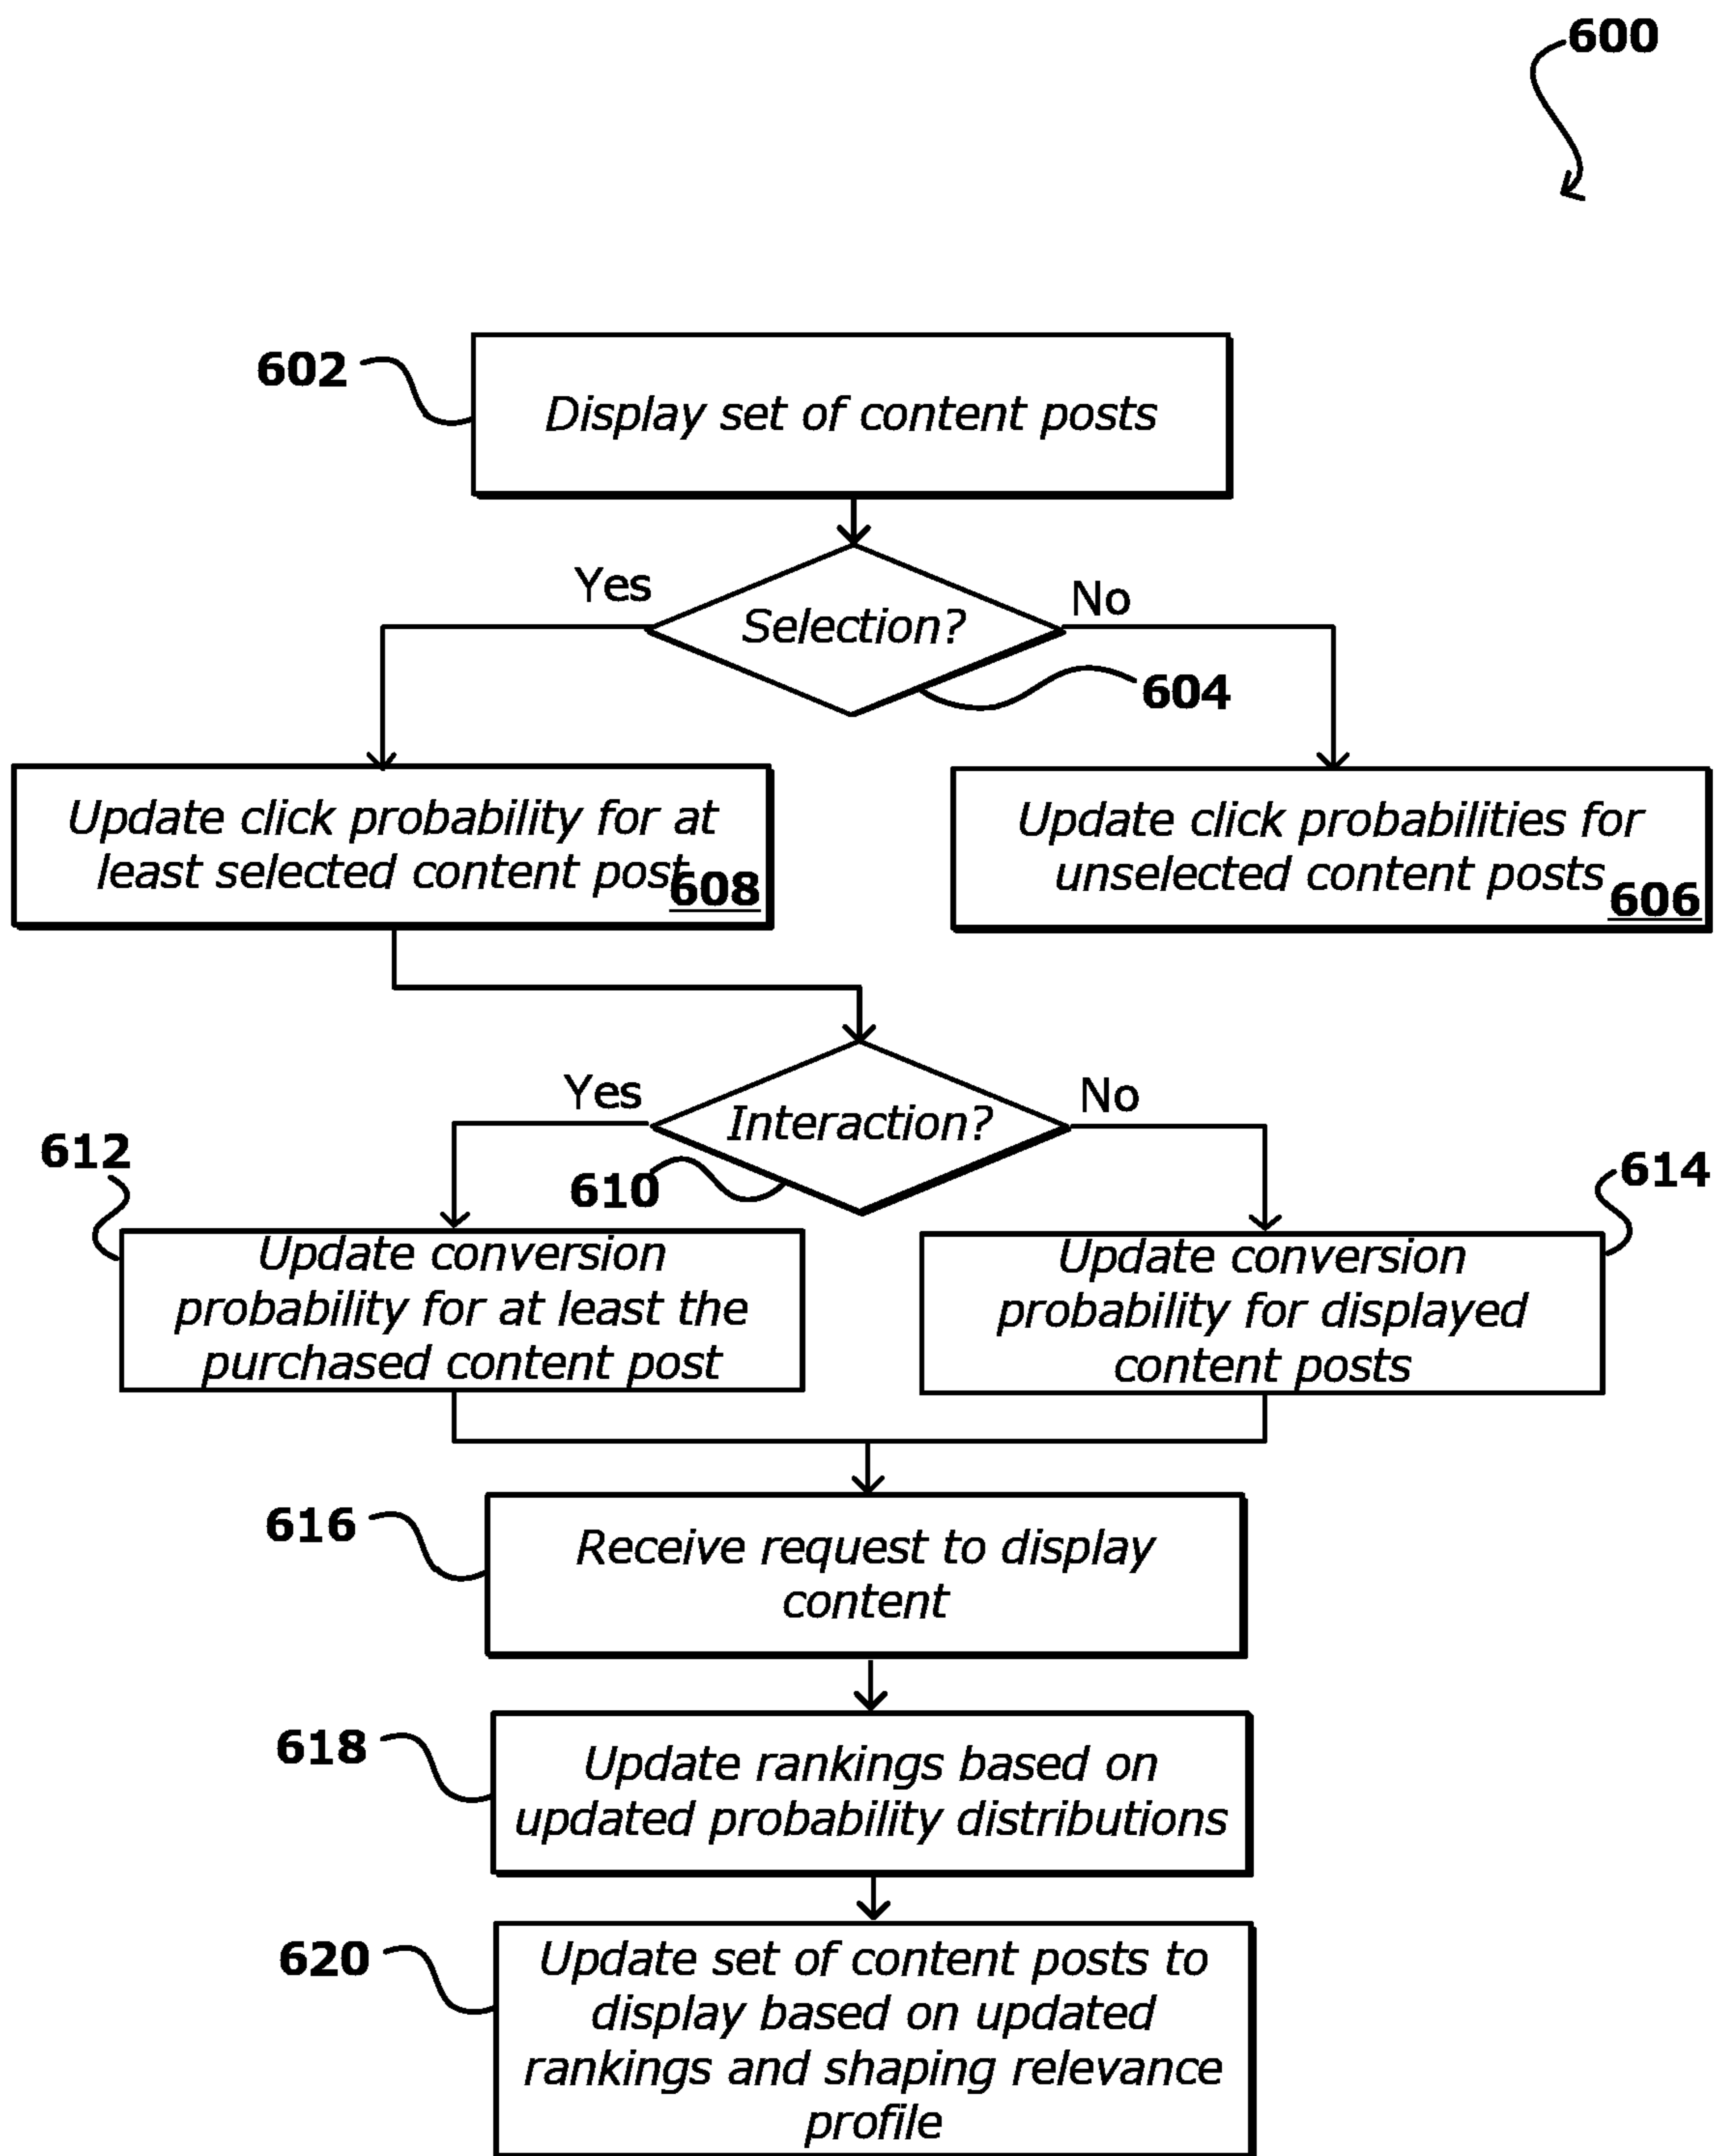 600
602
Display set of content posts
Yes
No
Selection?
604
Update click probability for at
least selected content post
608
Update click probabilities for
unselected content posts
606
Yes
No
Interaction?
610
612
614
Update conversion
probability for at least the
purchased content post
Update conversion
probability for displayed
content posts
616
Receive request to display
content
618
Update rankings based on
updated probability distributions
620
Update set of content posts to
display based on updated
rankings and shaping relevance
profile